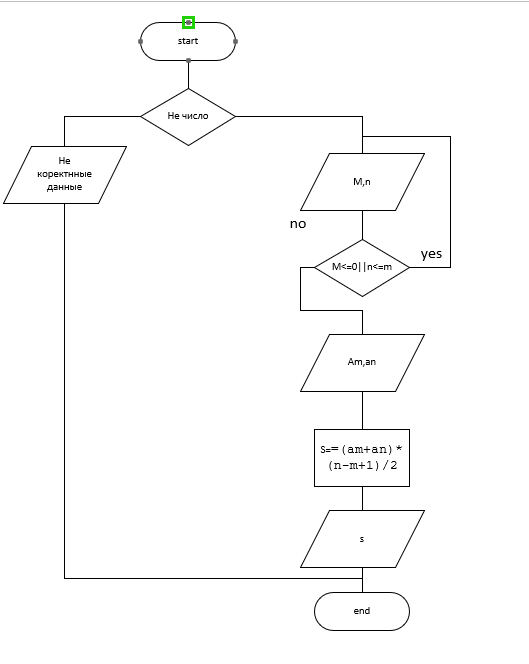 start
Не число
Не
коректнные
данные
M,n
no
M<=0||n<=m
yes
Am,an
S==(am+an)*
(n-m+1)/2
s
end